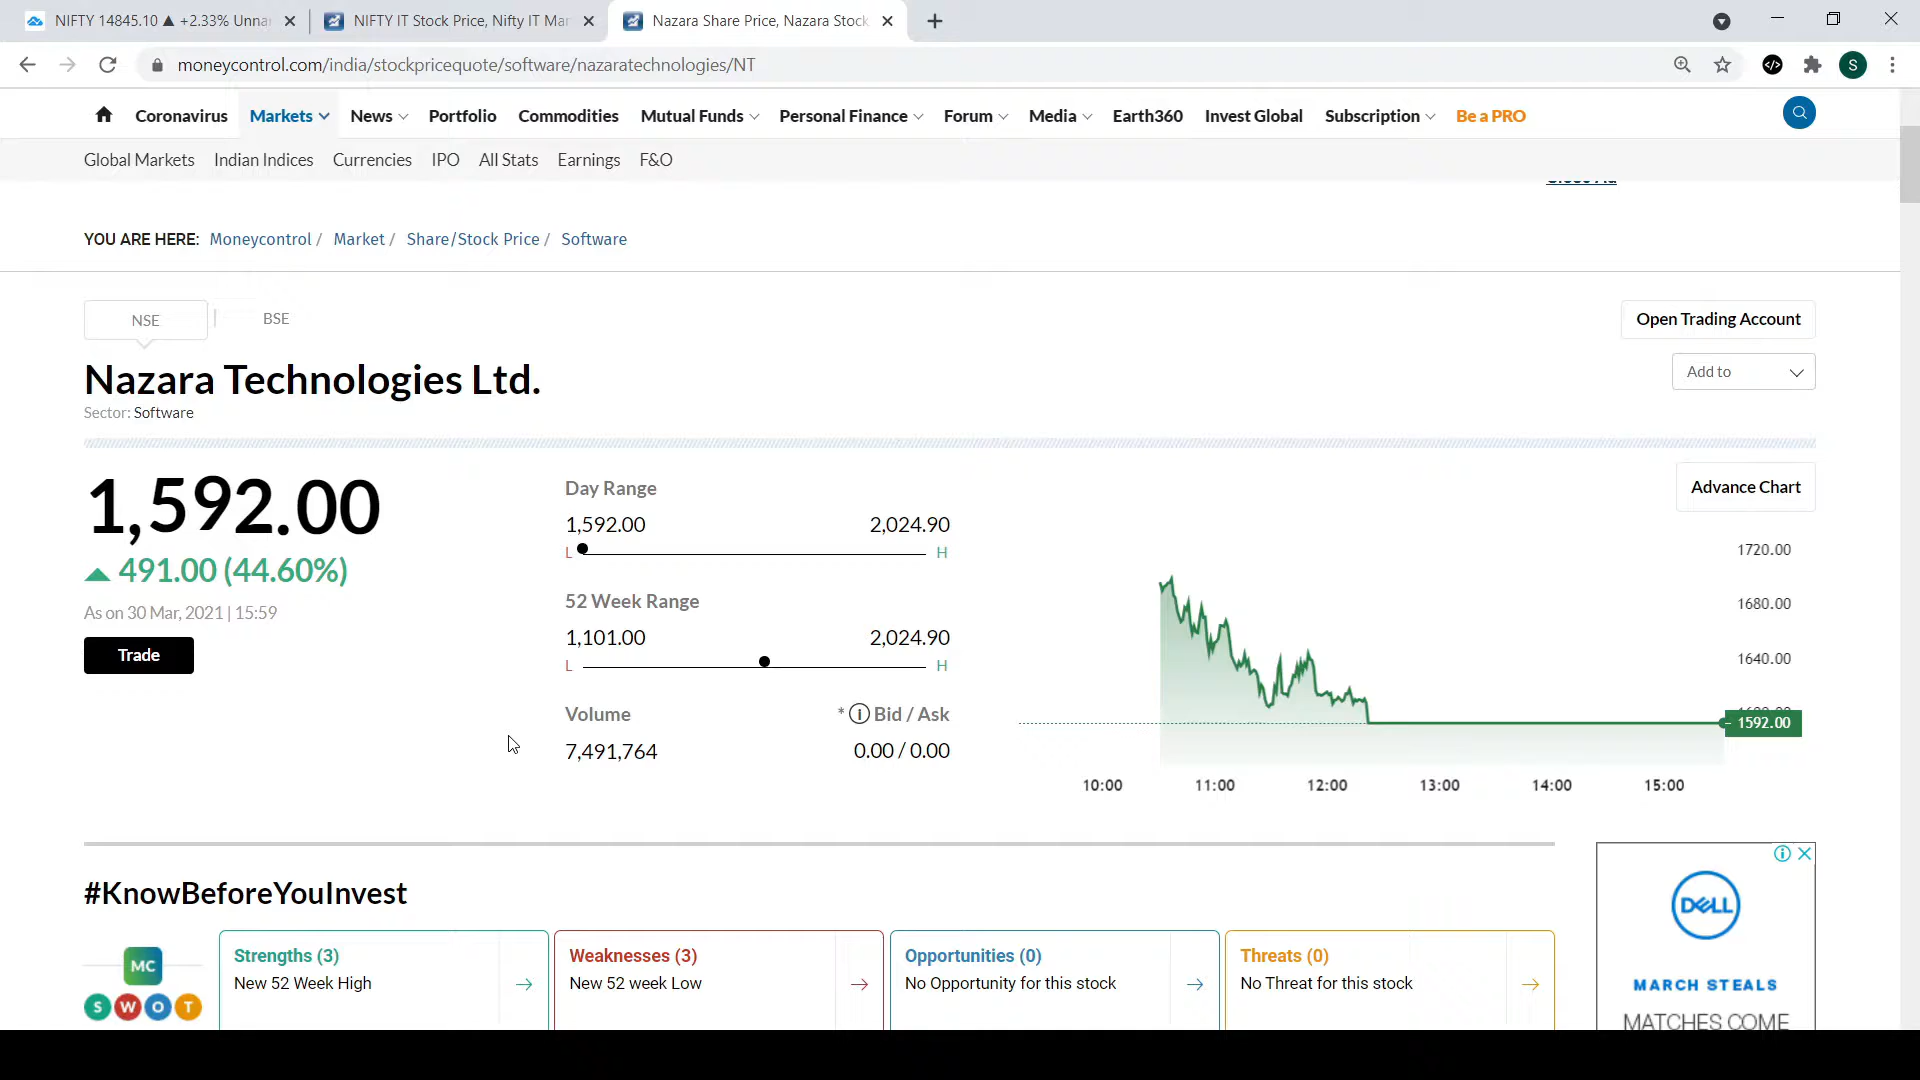 NIFTY 14845.10 ▲ +2.33% Unna
NIFTY IT Stock Price, Nifty IT Mar
Nazara Share Price, Nazara Stock
moneycontrol.com/india/stockpricequote/software/nazaratechnologies/NT
S
Coronavirus Markets News Portfolio Commodities Mutual Funds Personal Finance Forum Media Earth360 Invest Global Subscription Be a PRO
Global Markets Indian Indices Currencies IPO All Stats Earnings F&O
YOU ARE HERE: Moneycontrol / Market / Share/Stock Price / Software
NSE | BSE
Open Trading Account
Nazara Technologies Ltd.
Add to
Sector: Software
1,592.00
491.00 (44.60%)
As on 30 Mar, 2021 | 15:59
Trade
Day Range
1,592.00 2,024.90
L H
52 Week Range
1,101.00 2,024.90
L H
Volume * i Bid / Ask
7,491,764 0.00 / 0.00
Advance Chart
1720.00
1680.00
1640.00
1592.00
10:00 11:00 12:00 13:00 14:00 15:00
#KnowBeforeYouInvest
MC
S W O T
Strengths (3)
New 52 Week High
Weaknesses (3)
New 52 week Low
Opportunities (0)
No Opportunity for this stock
Threats (0)
No Threat for this stock
DELL
MARCH STEALS
MATCHES COME